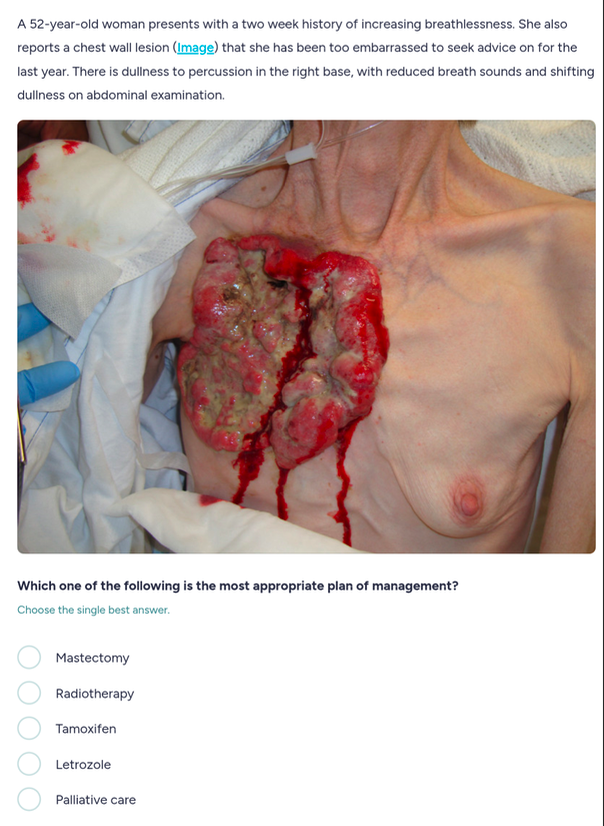 A 52-year-old woman presents with a two week history of increasing breathlessness. She also
reports a chest wall lesion (Image) that she has been too embarrassed to seek advice on for the
last year. There is dullness to percussion in the right base, with reduced breath sounds and shifting
dullness on abdominal examination.
Which one of the following is the most appropriate plan of management?
Choose the single best answer.
Mastectomy
Radiotherapy
Tamoxifen
Letrozole
Palliative care